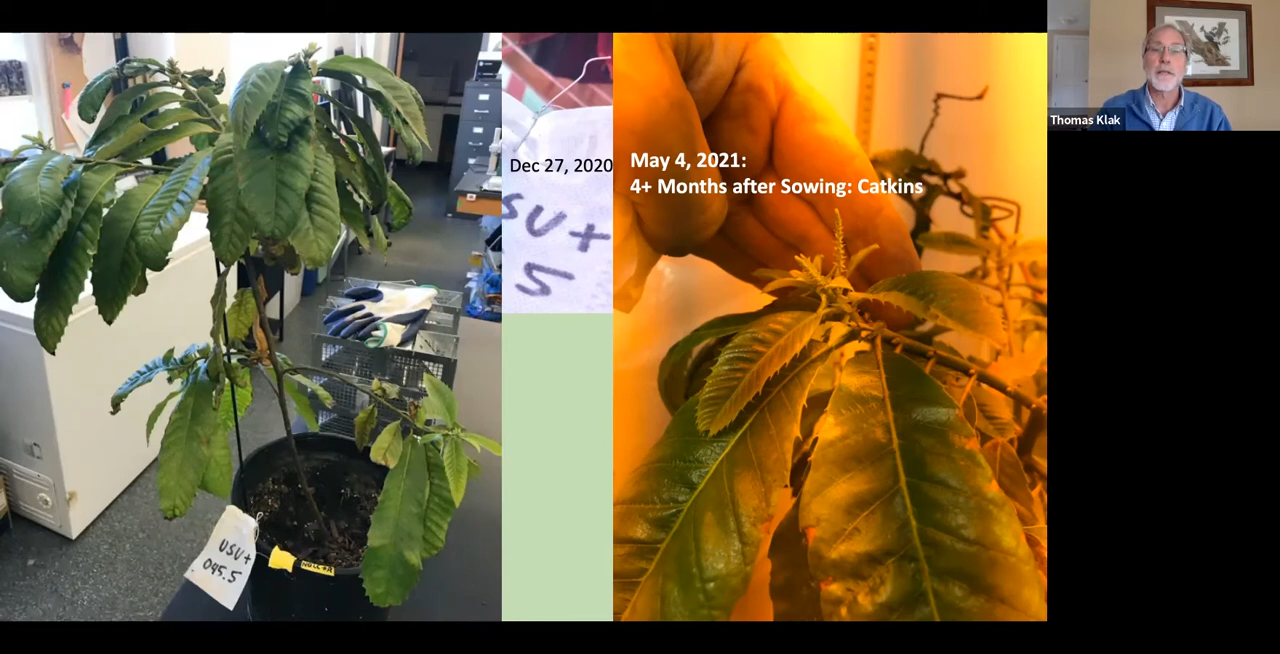 USU+
045.5
Dec 27, 2020
SU+
5
May 4, 2021:
4+ Months after Sowing: Catkins
Thomas Klak